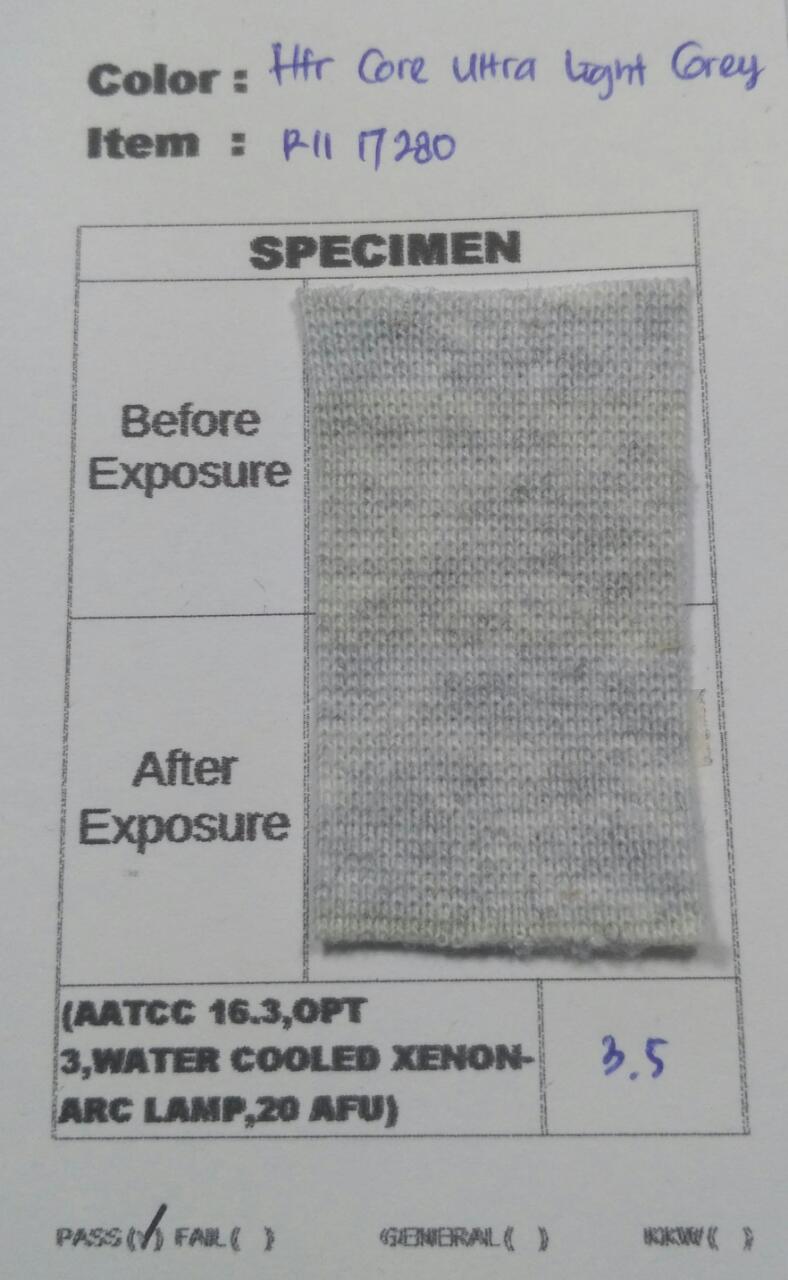 Color : Htr Core Ultra Light Grey
Item : RII 17280
SPECIMEN
Before
Exposure
After
Exposure
(AATCC 16.3,OPT
3,WATER COOLED XENON-
ARC LAMP,20 AFU)
3.5
PASS(√) FAIL( ) GENERAL( ) KKW( )